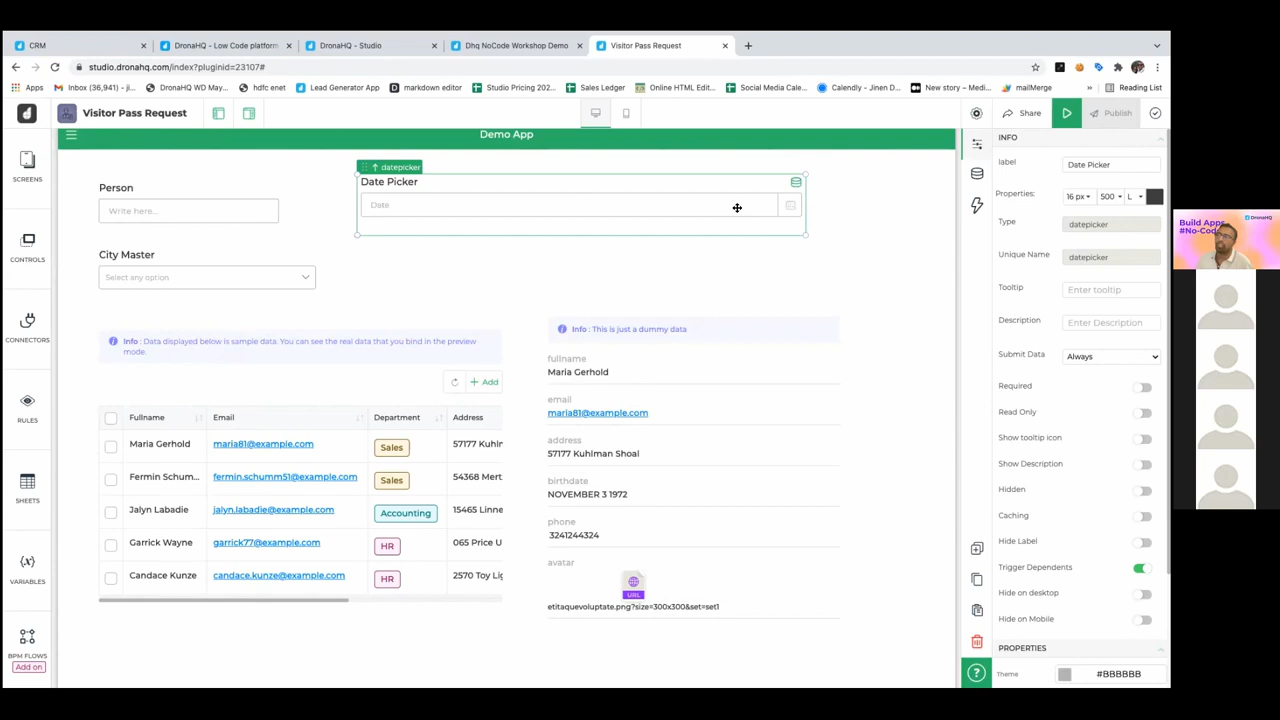 CRM
DronaHQ - Low Code platform
DronaHQ - Studio
Dhq NoCode Workshop Demo
Visitor Pass Request
studio.dronahq.com/index?pluginid=23107#
Apps
Inbox (36,941) - ji...
DronaHQ WD May...
hdfc enet
Lead Generator App
markdown editor
Studio Pricing 202...
Sales Ledger
Online HTML Edit...
Social Media Cale...
Calendly - Jinen D...
New story – Medi...
mailMerge
»
Reading List
Visitor Pass Request
Share
Publish
SCREENS
CONTROLS
CONNECTORS
RULES
SHEETS
VARIABLES
BPM FLOWS
Add on
Demo App
Person
Write here...
datepicker
Date Picker
Date
City Master
Select any option
Info : Data displayed below is sample data. You can see the real data that you bind in the preview
mode.
Add
Fullname Email Department Address
Maria Gerhold maria81@example.com Sales 57177 Kuhln
Fermin Schum... fermin.schumm51@example.com Sales 54368 Mert
Jalyn Labadie jalyn.labadie@example.com Accounting 15465 Linne
Garrick Wayne garrick77@example.com HR 065 Price U
Candace Kunze candace.kunze@example.com HR 2570 Toy Li
Info : This is just a dummy data
fullname
Maria Gerhold
email
maria81@example.com
address
57177 Kuhlman Shoal
birthdate
NOVEMBER 3 1972
phone
3241244324
avatar
URL
etitaquevoluptate.png?size=300x300&set=set1
INFO
label Date Picker
Properties: 16 px 500 L
Type datepicker
Unique Name datepicker
Tooltip Enter tooltip
Description Enter Description
Submit Data Always
Required
Read Only
Show tooltip icon
Show Description
Hidden
Caching
Hide Label
Trigger Dependents
Hide on desktop
Hide on Mobile
PROPERTIES
Theme #BBBBBB
Build Apps
#No-Cod
DronaHQ